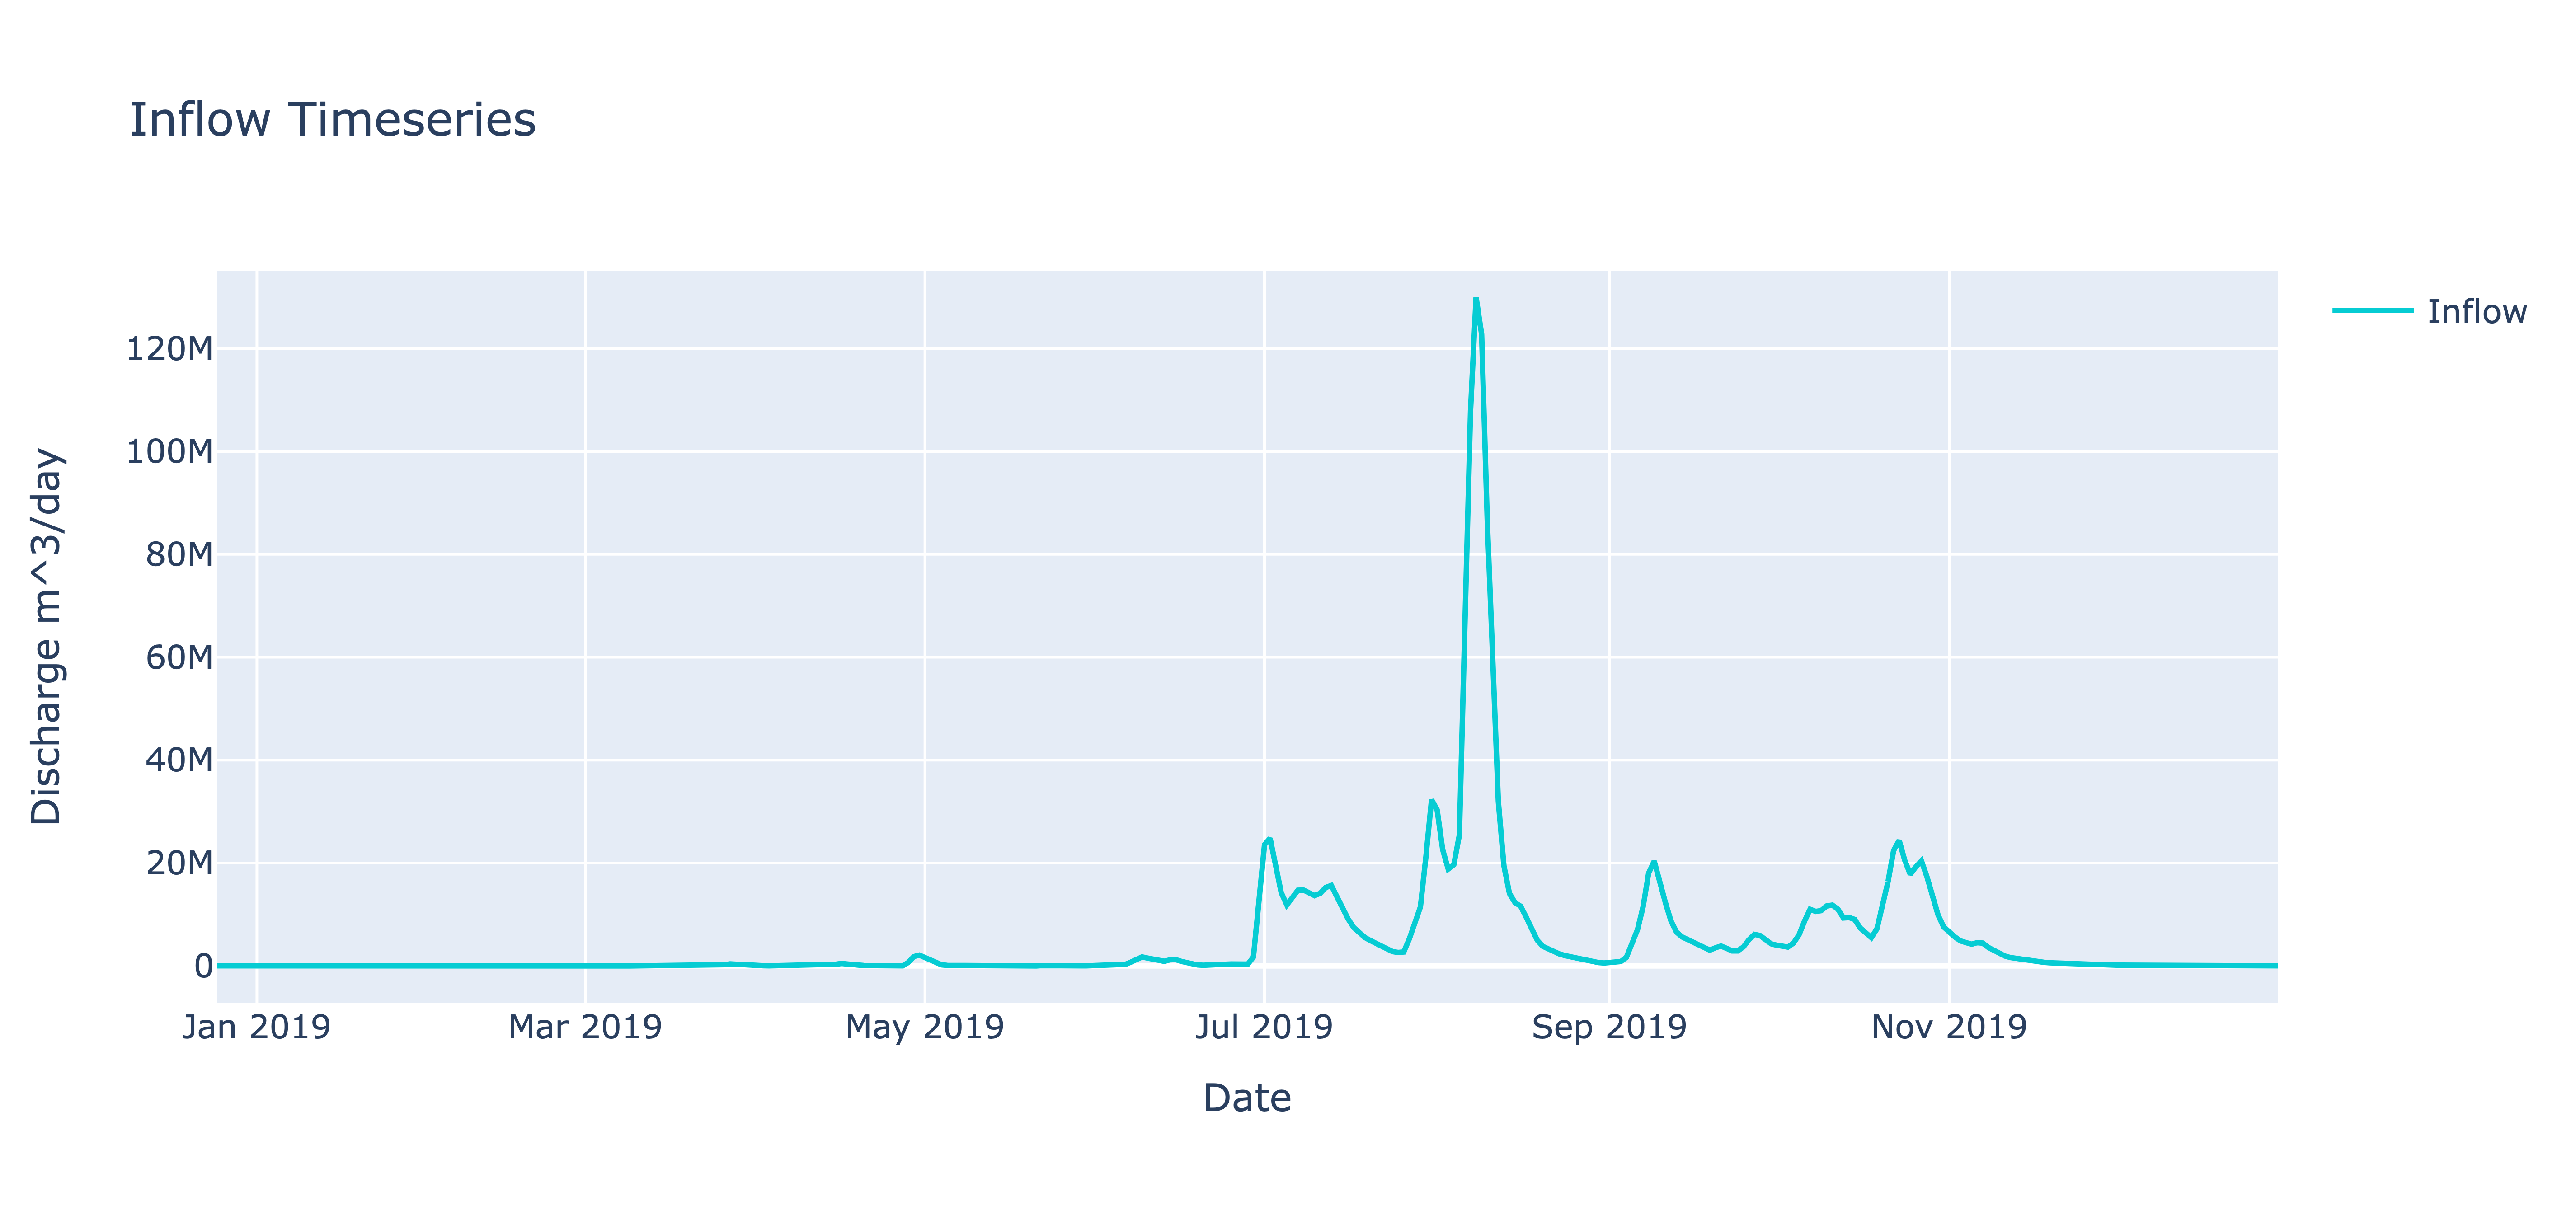 Inflow Timeseries
Inflow
120M
100M
80M
60M
40M
20M
0
Discharge m^3/day
Jan 2019
Mar 2019
May 2019
Jul 2019
Sep 2019
Nov 2019
Date